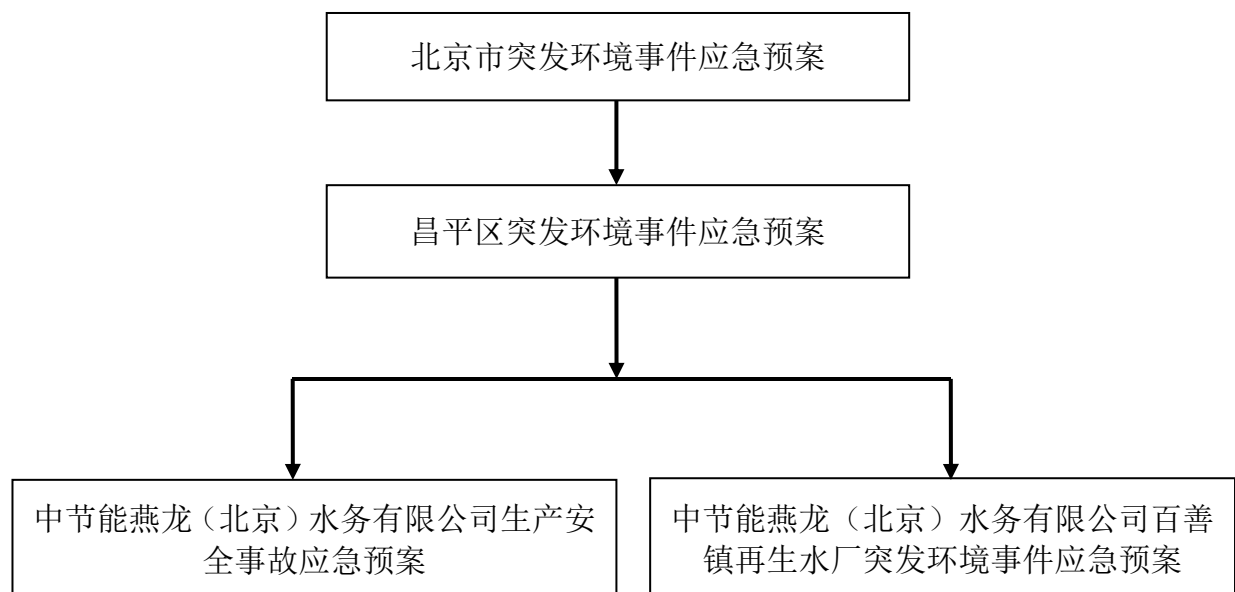 北京市突发环境事件应急预案
昌平区突发环境事件应急预案
中节能燕龙（北京）水务有限公司生产安
全事故应急预案
中节能燕龙（北京）水务有限公司百善
镇再生水厂突发环境事件应急预案